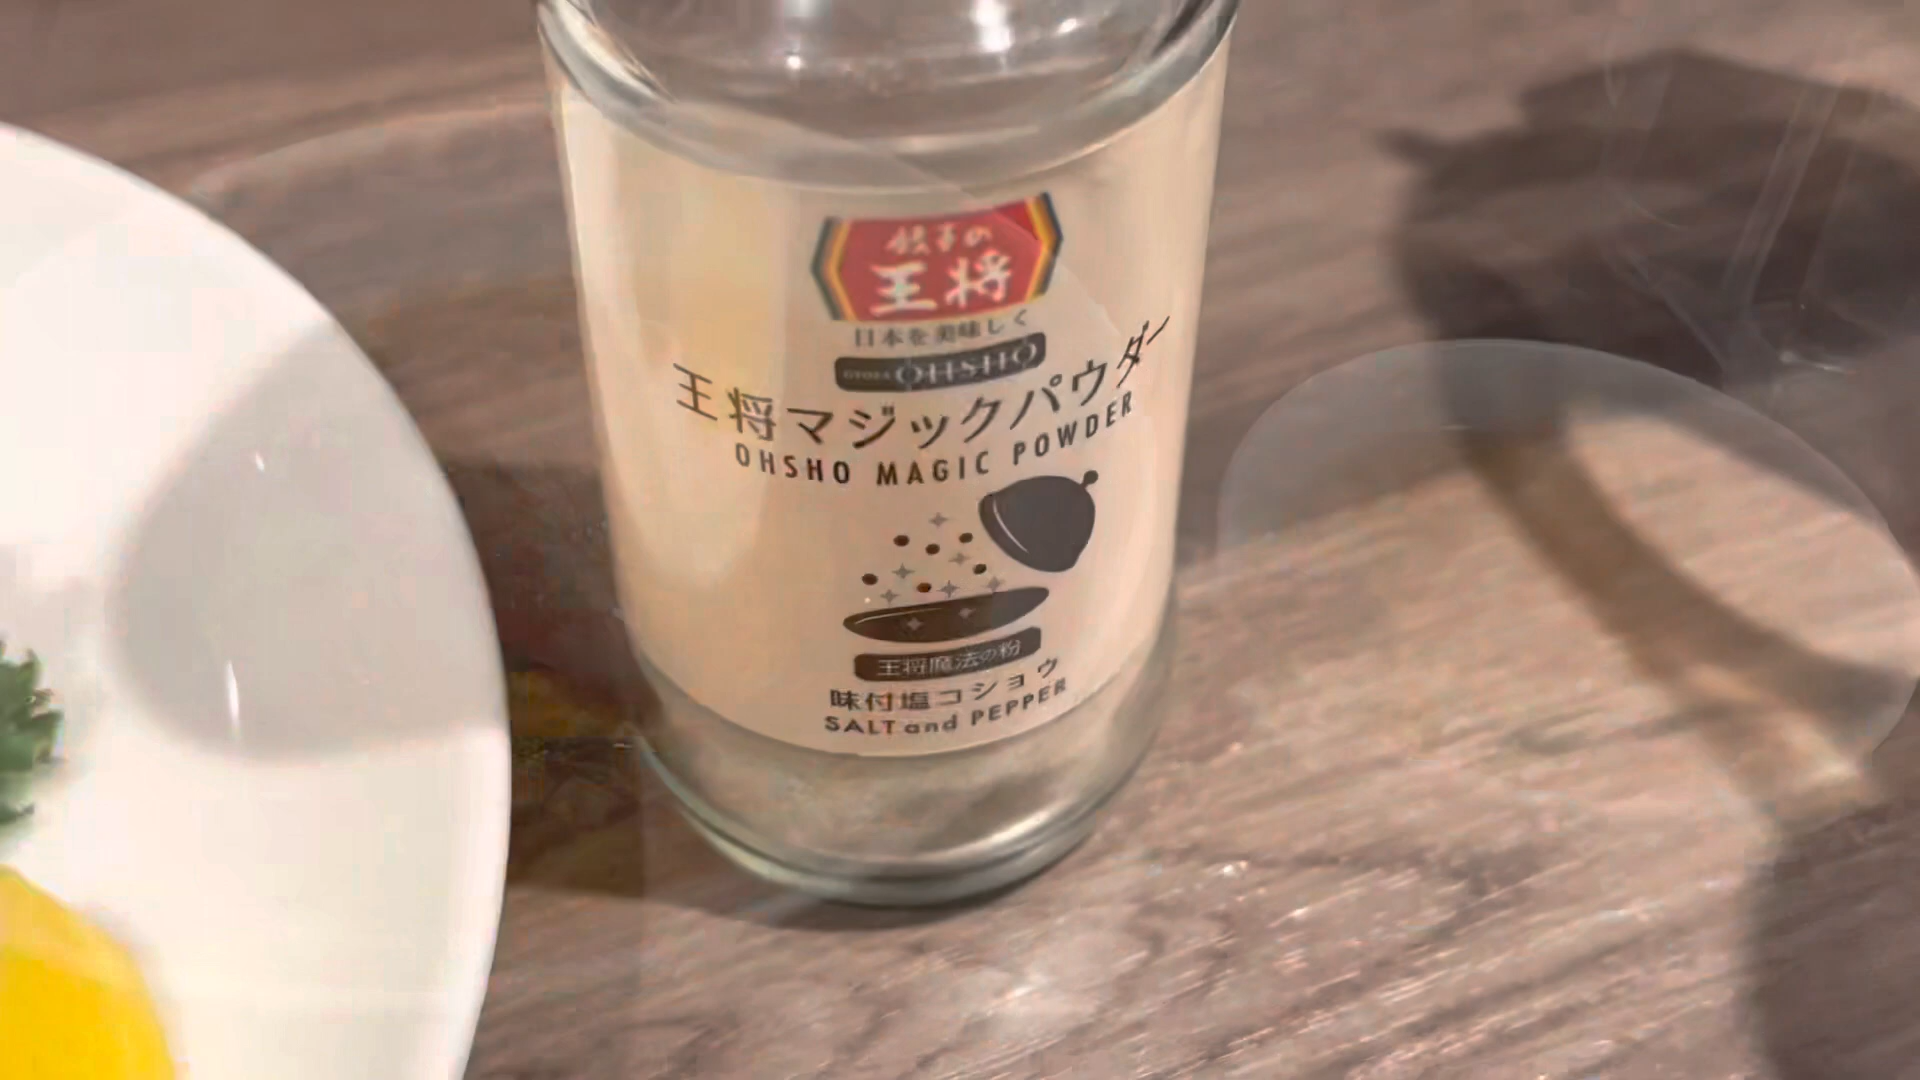 餃子の
王将
日本を美味しく
GYOZA OHSHO
王将マジックパウダー
OHSHO MAGIC POWDER
王将魔法の粉
味付塩コショウ
SALT and PEPPER